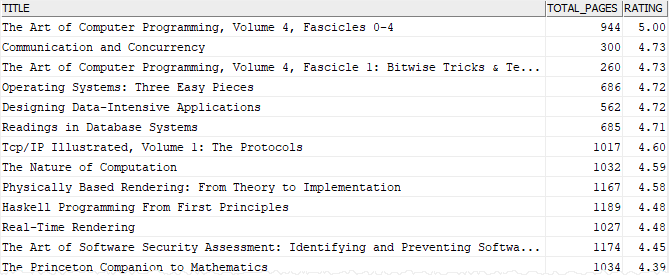 TITLE TOTAL_PAGES RATING
The Art of Computer Programming, Volume 4, Fascicles 0-4 944 5.00
Communication and Concurrency 300 4.73
The Art of Computer Programming, Volume 4, Fascicle 1: Bitwise Tricks & Te... 260 4.73
Operating Systems: Three Easy Pieces 686 4.72
Designing Data-Intensive Applications 562 4.72
Readings in Database Systems 685 4.71
Tcp/IP Illustrated, Volume 1: The Protocols 1017 4.60
The Nature of Computation 1032 4.59
Physically Based Rendering: From Theory to Implementation 1167 4.58
Haskell Programming From First Principles 1189 4.48
Real-Time Rendering 1027 4.48
The Art of Software Security Assessment: Identifying and Preventing Softwa... 1174 4.45
The Princeton Companion to Mathematics 1034 4.39